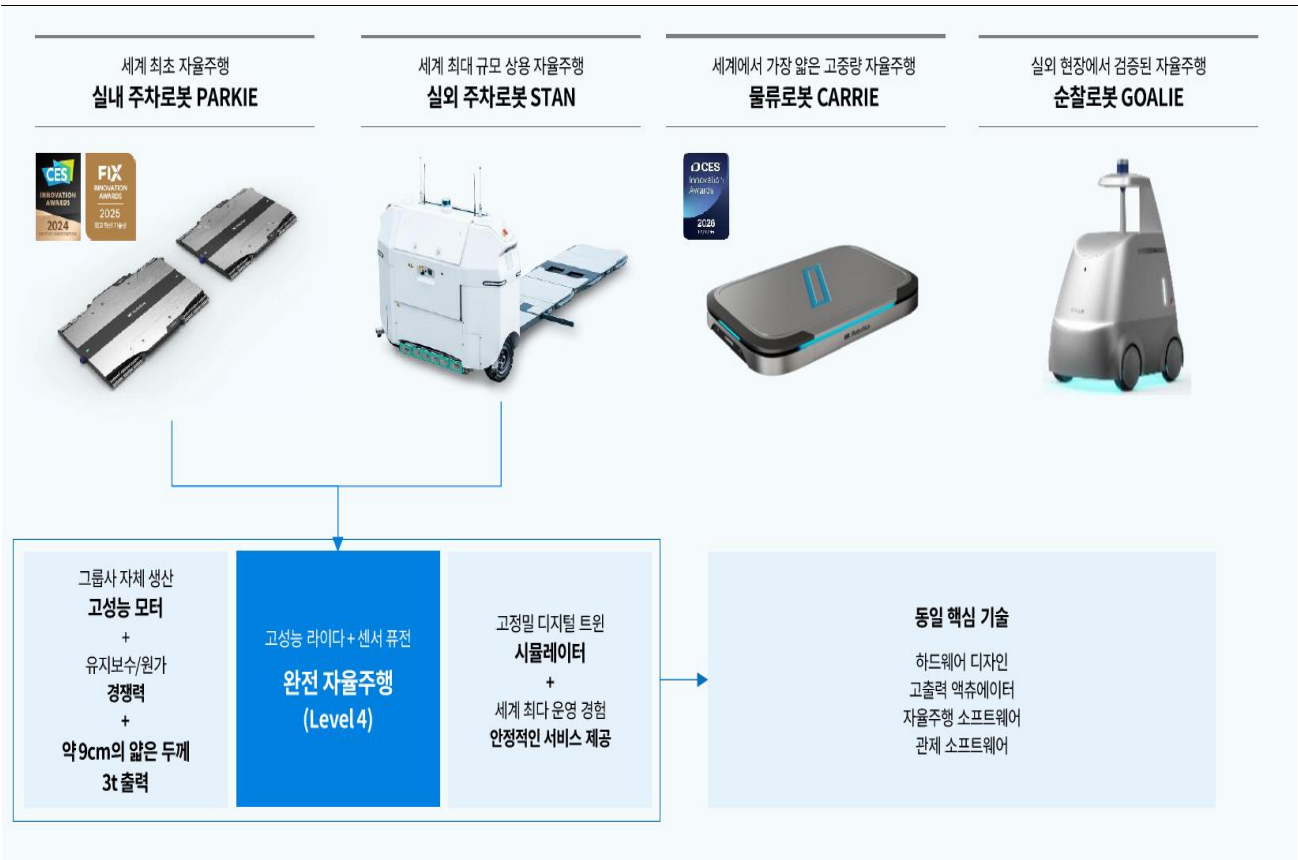 세계 최초 자율주행
실내 주차로봇 PARKIE
세계 최대 규모 상용 자율주행
실외 주차로봇 STAN
세계에서 가장 얇은 고중량 자율주행
물류로봇 CARRIE
실외 현장에서 검증된 자율주행
순찰로봇 GOALIE
CES
INNOVATION
AWARDS
2024
FIX
INNOVATION
AWARDS
2025
CES
Innovation
Awards
2026
그룹사 자체 생산
고성능 모터
+
유지보수/원가
경쟁력
+
약 9cm의 얇은 두께
3t 출력
고성능 라이다 + 센서 퓨전
완전 자율주행
(Level 4)
고정밀 디지털 트윈
시뮬레이터
+
세계 최다 운영 경험
안정적인 서비스 제공
동일 핵심 기술
하드웨어 디자인
고출력 액츄에이터
자율주행 소프트웨어
관제 소프트웨어